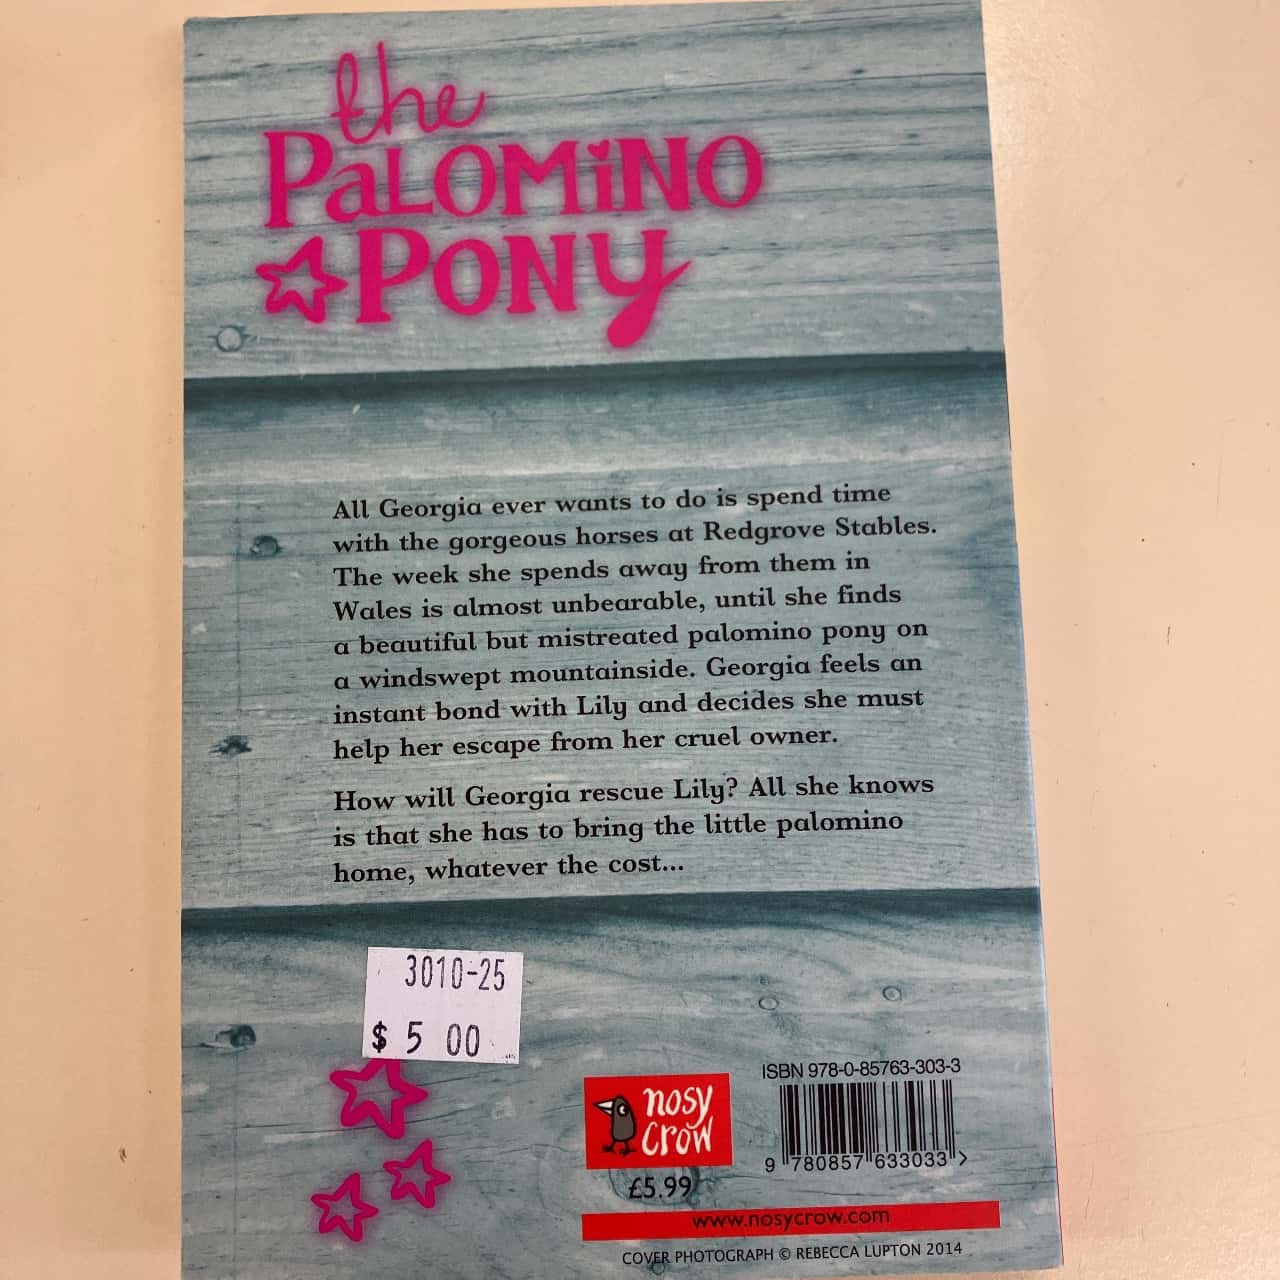 the
PALOMINO
PONY
All Georgia ever wants to do is spend time
with the gorgeous horses at Redgrove Stables.
The week she spends away from them in
Wales is almost unbearable, until she finds
a beautiful but mistreated palomino pony on
a windswept mountainside. Georgia feels an
instant bond with Lily and decides she must
help her escape from her cruel owner.
How will Georgia rescue Lily? All she knows
is that she has to bring the little palomino
home, whatever the cost...
3010-25
$ 5 00
nosy
crow
£5.99
ISBN 978-0-85763-303-3
9 780857 633033 >
www.nosycrow.com
COVER PHOTOGRAPH © REBECCA LUPTON 2014